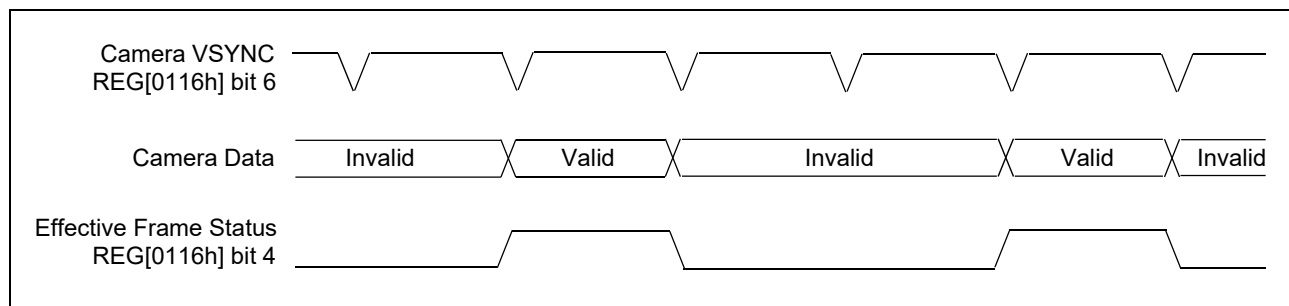 Camera VSYNC
REG[0116h] bit 6
Camera Data Invalid Valid Invalid Valid Invalid
Effective Frame Status
REG[0116h] bit 4